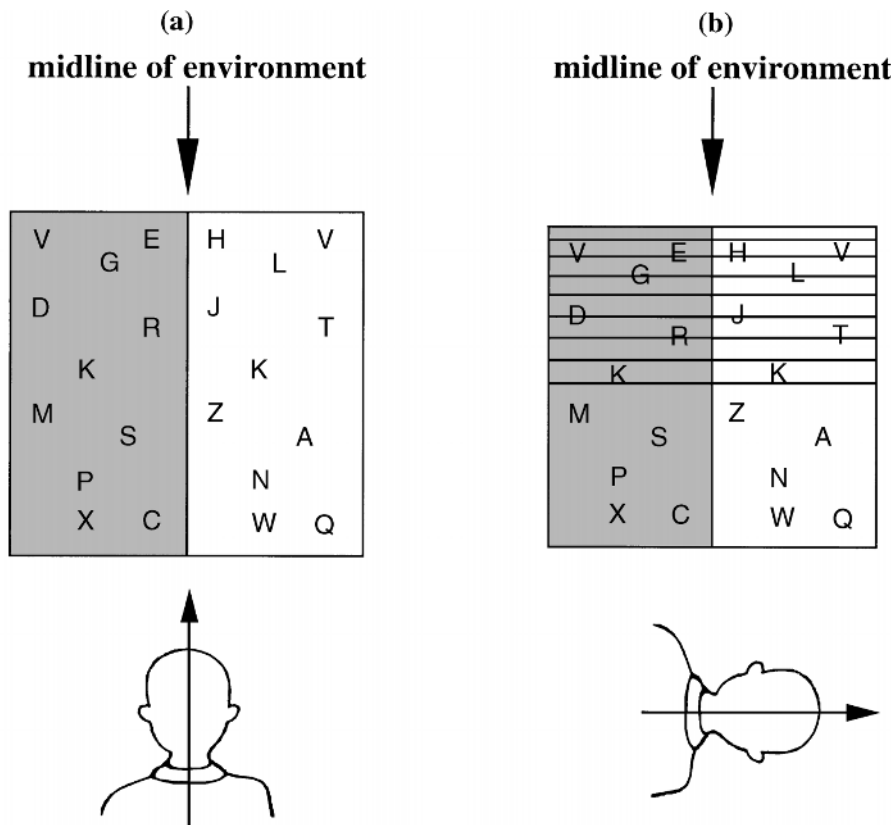 (a)
midline of environment
V E H V
G L
D J
R T
K K
M Z
S A
P N
X C W Q
(b)
midline of environment
V E H V
G L
D J
R T
K K
M Z
S A
P N
X C W Q